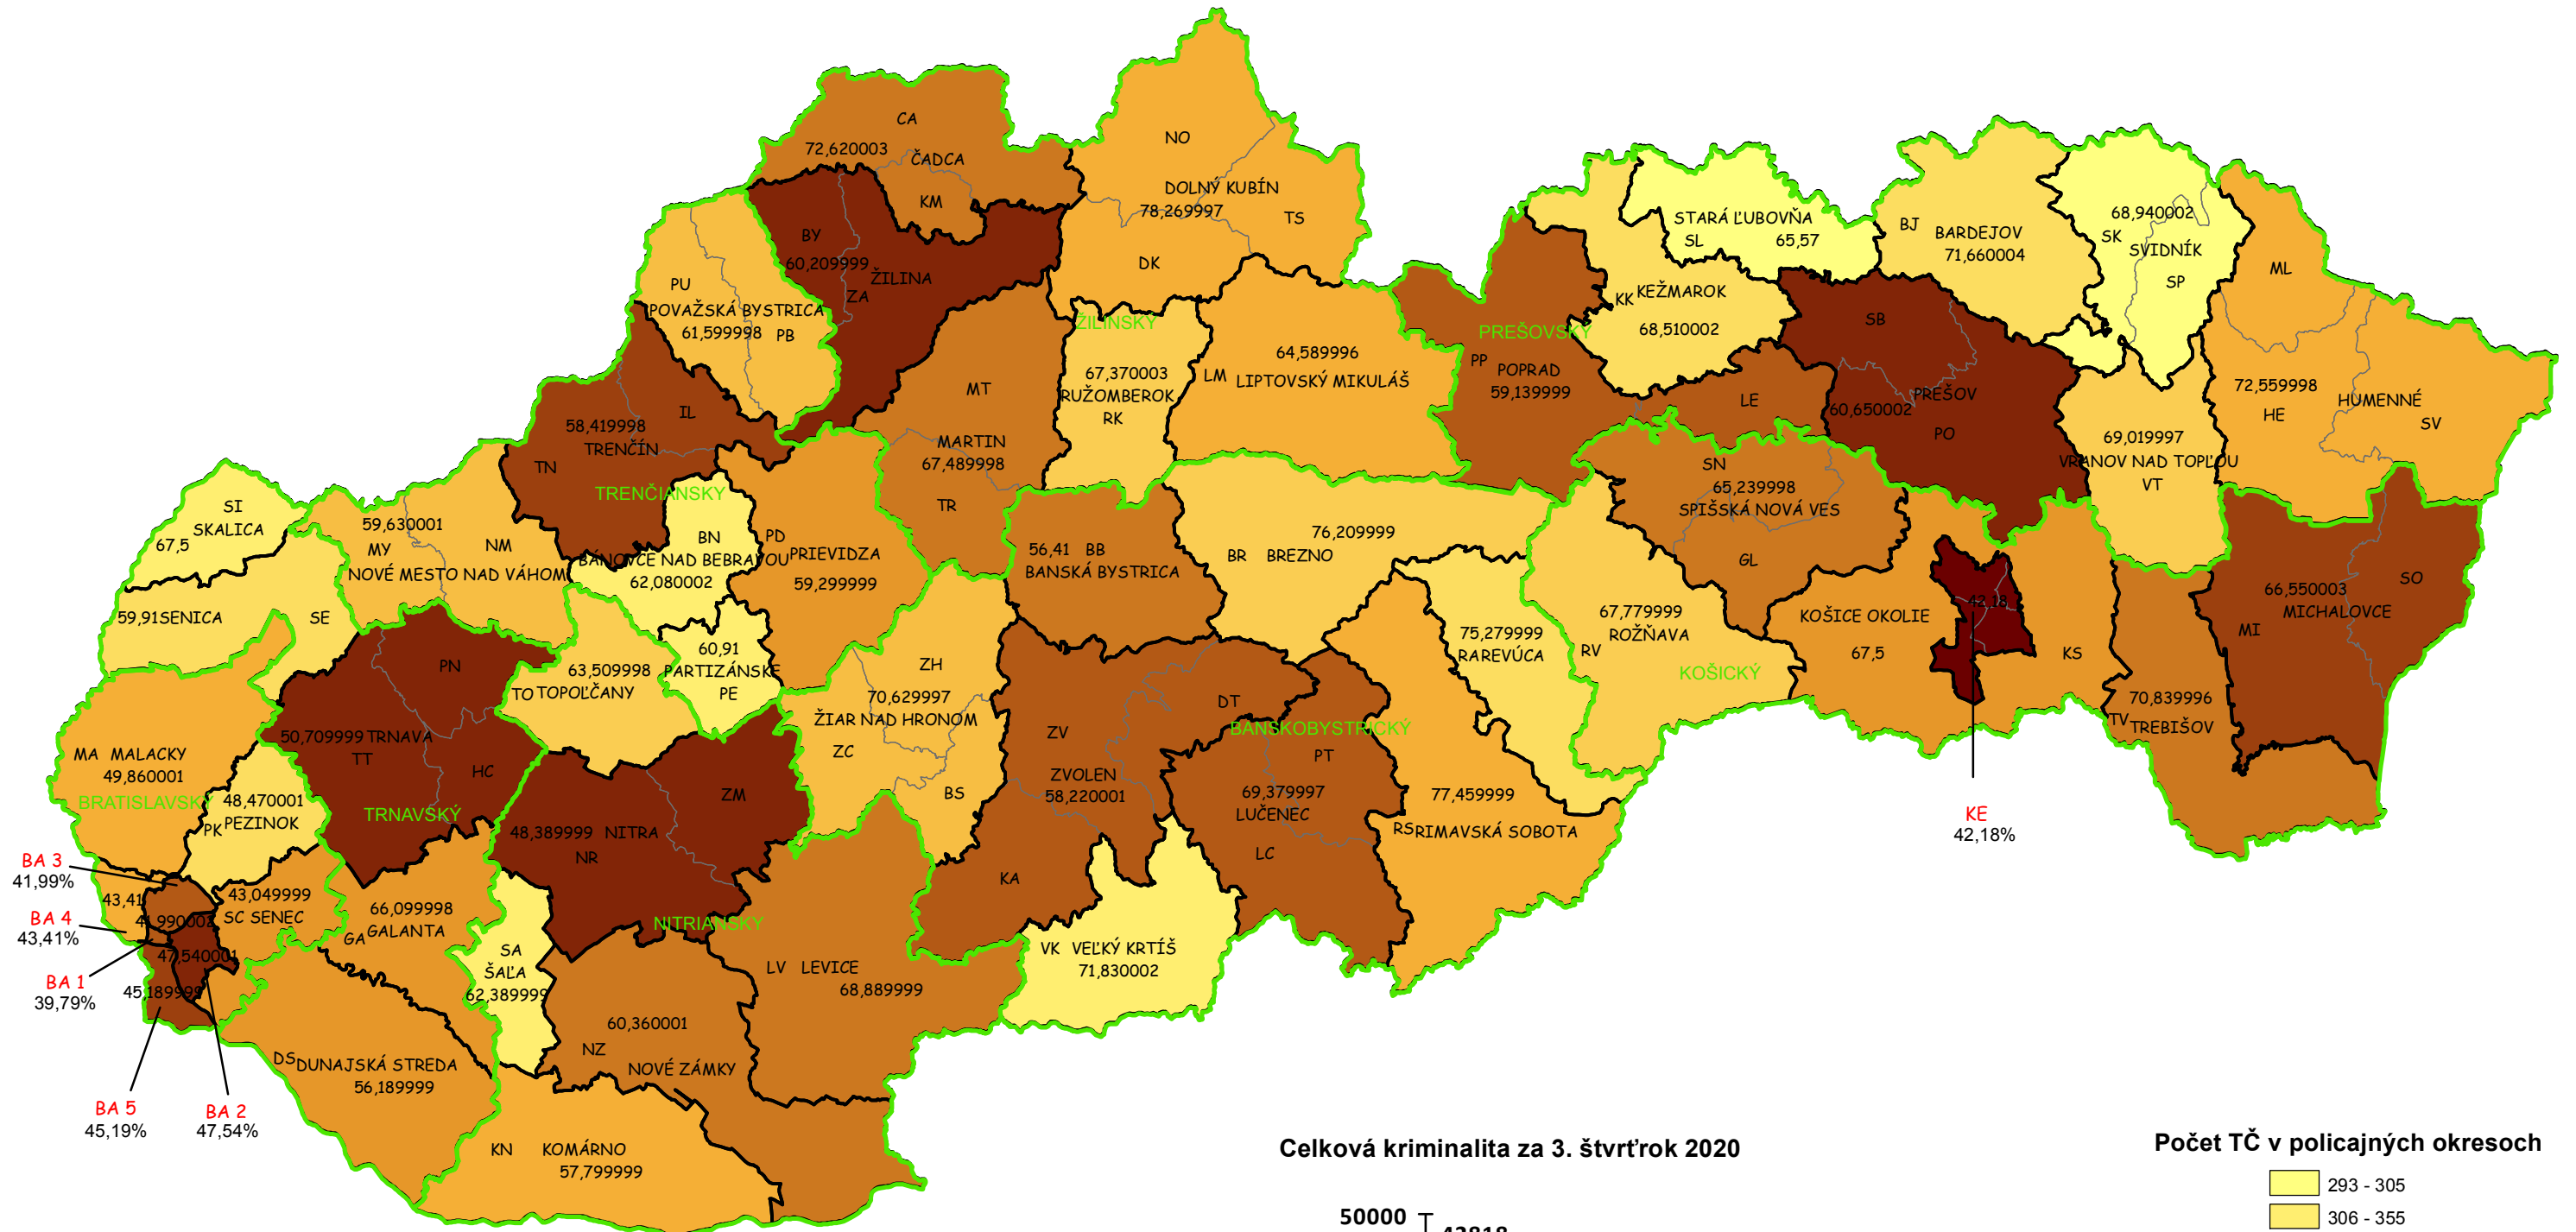 CA
72,620003
ČADCA
KM
NO
DOLNÝ KUBÍN
78,269997
TS
DK
BY
60,209999
ŽILINA
ZA
PU
POVAŽSKÁ BYSTRICA
61,599998
PB
ŽILINSKÝ
67,370003
RUŽOMBEROK
RK
64,589996
LM
LIPTOVSKÝ MIKULÁŠ
MT
MARTIN
67,489998
TR
STARÁ ĽUBOVŇA
SL
65,57
KK
KEŽMAROK
68,510002
PREŠOVSKÝ
PP
POPRAD
59,139999
LE
BJ
BARDEJOV
71,660004
68,940002
SK
SVIDNÍK
SP
ML
72,559998
HUMENNÉ
HE
SV
SB
PREŠOV
60,650002
PO
69,019997
VRANOV NAD TOPĽOU
VT
IL
58,419998
TRENČÍN
TN
TRENČIANSKY
SI
SKALICA
67,5
59,630001
MY
NM
NOVÉ MESTO NAD VÁHOM
BN
BÁNOVCE NAD BEBRAVOU
62,080002
PD
PRIEVIDZA
59,299999
59,91
SENICA
SE
60,91
PARTIZÁNSKE
PE
63,509998
TO
TOPOĽČANY
56,41
BB
BANSKÁ BYSTRICA
76,209999
BR
BREZNO
SN
65,239998
SPIŠSKÁ NOVÁ VES
GL
67,779999
ROŽŇAVA
RV
KOŠICKÝ
75,279999
RA
REVÚCA
KOŠICE OKOLIE
67,5
KS
42,18
KE
42,18%
66,550003
MICHALOVCE
MI
SO
70,839996
TV
TREBIŠOV
PN
50,709999
TRNAVA
TT
HC
TRNAVSKÝ
MA
MALACKY
49,860001
BRATISLAVSKÝ
48,470001
PK
PEZINOK
ZH
70,629997
ŽIAR NAD HRONOM
ZC
BS
ZV
ZVOLEN
58,220001
DT
KA
BANSKOBYSTRICKÝ
PT
69,379997
LUČENEC
LC
77,459999
RS
RIMAVSKÁ SOBOTA
ZM
48,389999
NITRA
NR
NITRIANSKY
BA 3
41,99%
BA 4
43,41%
BA 1
39,79%
BA 5
45,19%
BA 2
47,54%
43,41
41,990002
47,540001
45,189999
43,049999
SC
SENEC
66,099998
GA
GALANTA
SA
ŠAĽA
62,389999
LV
LEVICE
68,889999
VK
VEĽKÝ KRTÍŠ
71,830002
60,360001
NZ
NOVÉ ZÁMKY
DS
DUNAJSKÁ STREDA
56,189999
KN
KOMÁRNO
57,799999
Celková kriminalita za 3. štvrťrok 2020
50000
Počet TČ v policajných okresoch
293 - 305
306 - 355